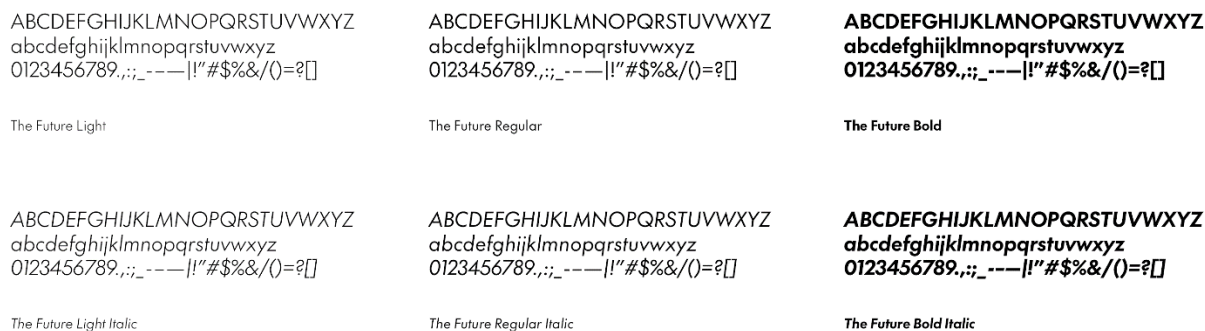 ABCDEFGHIJKLMNOPQRSTUVWXYZ
abcdefghijklmnopqrstuvwxyz
0123456789.,:;_-–—|!”#$%&/()=?[]
The Future Light
ABCDEFGHIJKLMNOPQRSTUVWXYZ
abcdefghijklmnopqrstuvwxyz
0123456789.,:;_-–—|!”#$%&/()=?[]
The Future Regular
ABCDEFGHIJKLMNOPQRSTUVWXYZ
abcdefghijklmnopqrstuvwxyz
0123456789.,:;_-–—|!”#$%&/()=?[]
The Future Bold
ABCDEFGHIJKLMNOPQRSTUVWXYZ
abcdefghijklmnopqrstuvwxyz
0123456789.,:;_-–—|!”#$%&/()=?[]
The Future Light Italic
ABCDEFGHIJKLMNOPQRSTUVWXYZ
abcdefghijklmnopqrstuvwxyz
0123456789.,:;_-–—|!”#$%&/()=?[]
The Future Regular Italic
ABCDEFGHIJKLMNOPQRSTUVWXYZ
abcdefghijklmnopqrstuvwxyz
0123456789.,:;_-–—|!”#$%&/()=?[]
The Future Bold Italic